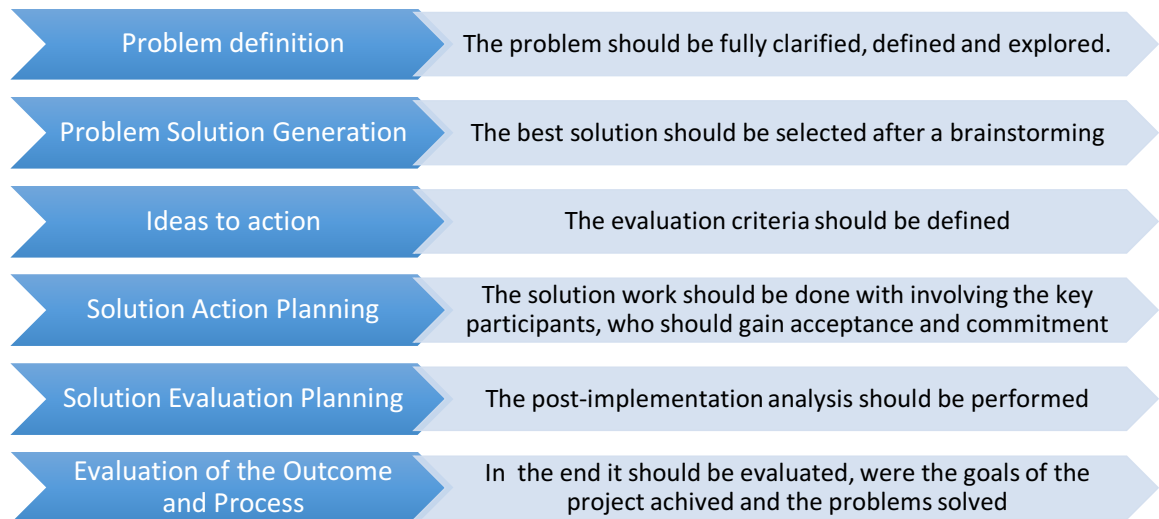 Problem definition
The problem should be fully clarified, defined and explored.
Problem Solution Generation
The best solution should be selected after a brainstorming
Ideas to action
The evaluation criteria should be defined
Solution Action Planning
The solution work should be done with involving the key
participants, who should gain acceptance and commitment
Solution Evaluation Planning
The post-implementation analysis should be performed
Evaluation of the Outcome
and Process
In the end it should be evaluated, were the goals of the
project achived and the problems solved